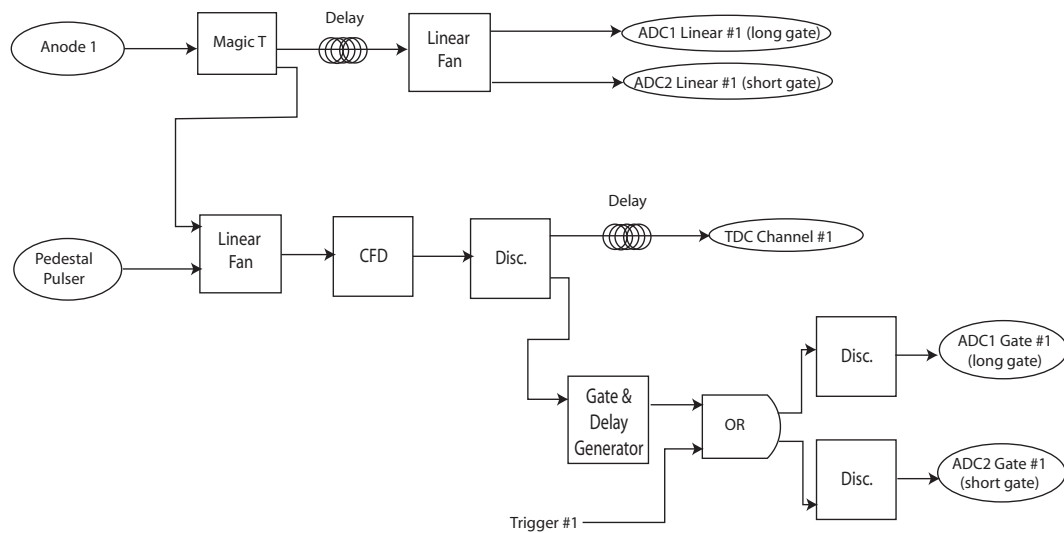 Anode 1
Magic T
Delay
Linear
Fan
ADC1 Linear #1 (long gate)
ADC2 Linear #1 (short gate)
Pedestal
Pulser
Linear
Fan
CFD
Disc.
Delay
TDC Channel #1
Gate &
Delay
Generator
OR
Trigger #1
Disc.
ADC1 Gate #1
(long gate)
Disc.
ADC2 Gate #1
(short gate)